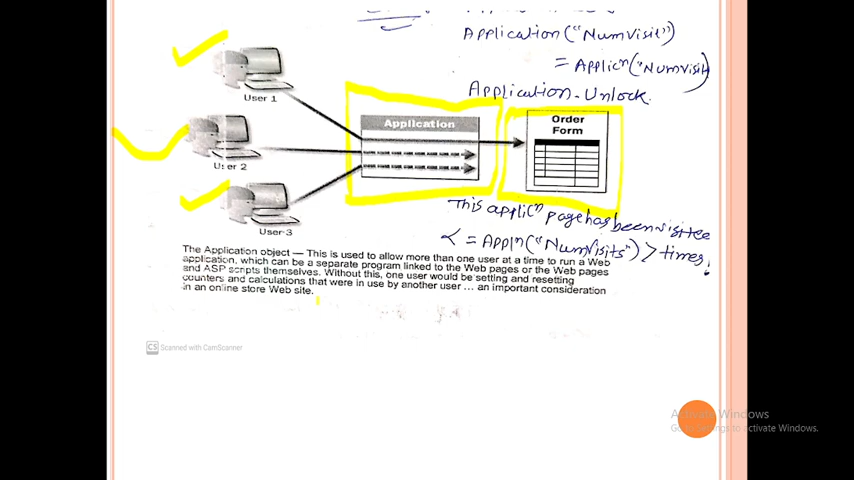 Application("NumVisit")
= Applicn("NumVisit)
Application.Unlock.
User 1
Application
Order
Form
User 2
User 3
This applicn page has been visitee
< = Appln("NumVisits") > times!
The Application object — This is used to allow more than one user at a time to run a Web
application, which can be a separate program linked to the Web pages or the Web pages
and ASP scripts themselves. Without this, one user would be setting and resetting
counters and calculations that were in use by another user ... an important consideration
in an online store Web site.
CS Scanned with CamScanner
Activate Windows
Go to Settings to activate Windows.